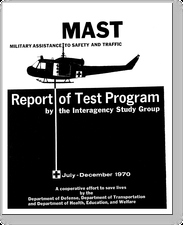 MAST
MILITARY ASSISTANCE TO SAFETY AND TRAFFIC
Report of Test Program
by the Interagency Study Group
July-December 1970
A cooperative effort to save lives
by the
Department of Defense, Department of Transportation
and Department of Health, Education, and Welfare